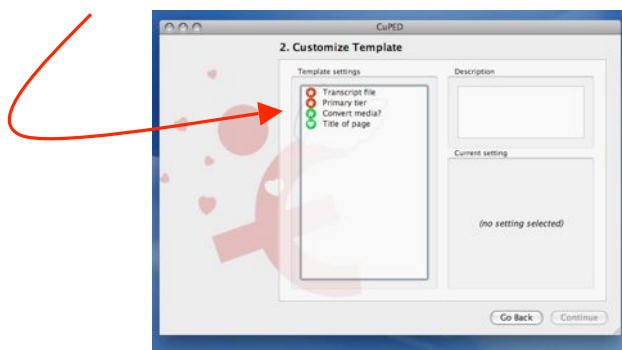 CuPED
2. Customize Template
Template settings
Transcript file
Primary tier
Convert media?
Title of page
Description
Current setting
(no setting selected)
Go Back
Continue